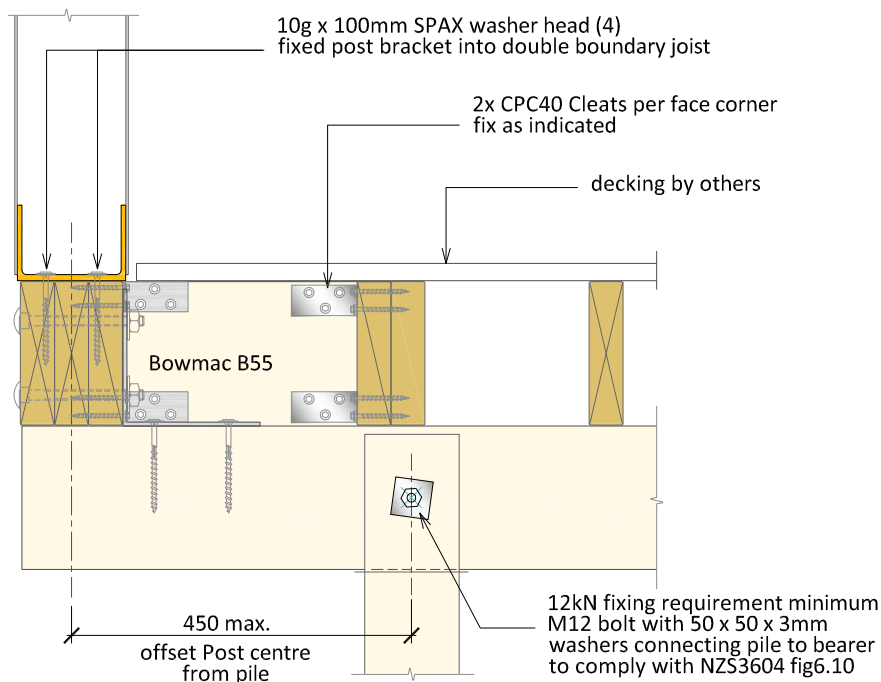 10g x 100mm SPAX washer head (4)
fixed post bracket into double boundary joist
2x CPC40 Cleats per face corner
fix as indicated
decking by others
Bowmac B55
450 max.
offset Post centre
from pile
12kN fixing requirement minimum
M12 bolt with 50 x 50 x 3mm
washers connecting pile to bearer
to comply with NZS3604 fig6.10